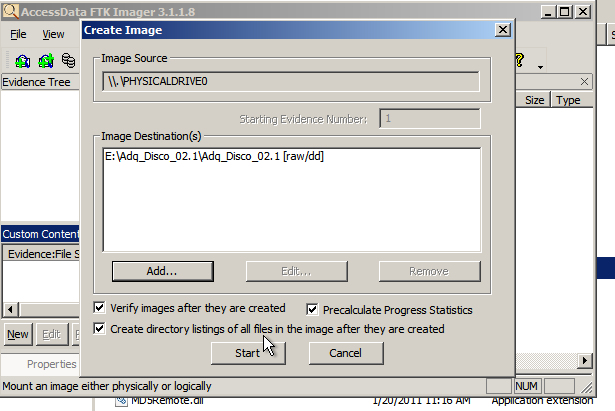 AccessData FTK Imager 3.1.1.8
File View
Create Image
Image Source
\\.\PHYSICALDRIVE0
Starting Evidence Number: 1
Image Destination(s)
E:\Adq_Disco_02.1\Adq_Disco_02.1 [raw/dd]
Add... Edit... Remove
Verify images after they are created Precalculate Progress Statistics
Create directory listings of all files in the image after they are created
Start Cancel
Evidence Tree
Size Type
Custom Content
Evidence:File S
New Edit
Properties
Mount an image either physically or logically NUM
MDSRemote.dll 1/20/2011 11:16 AM Application extension